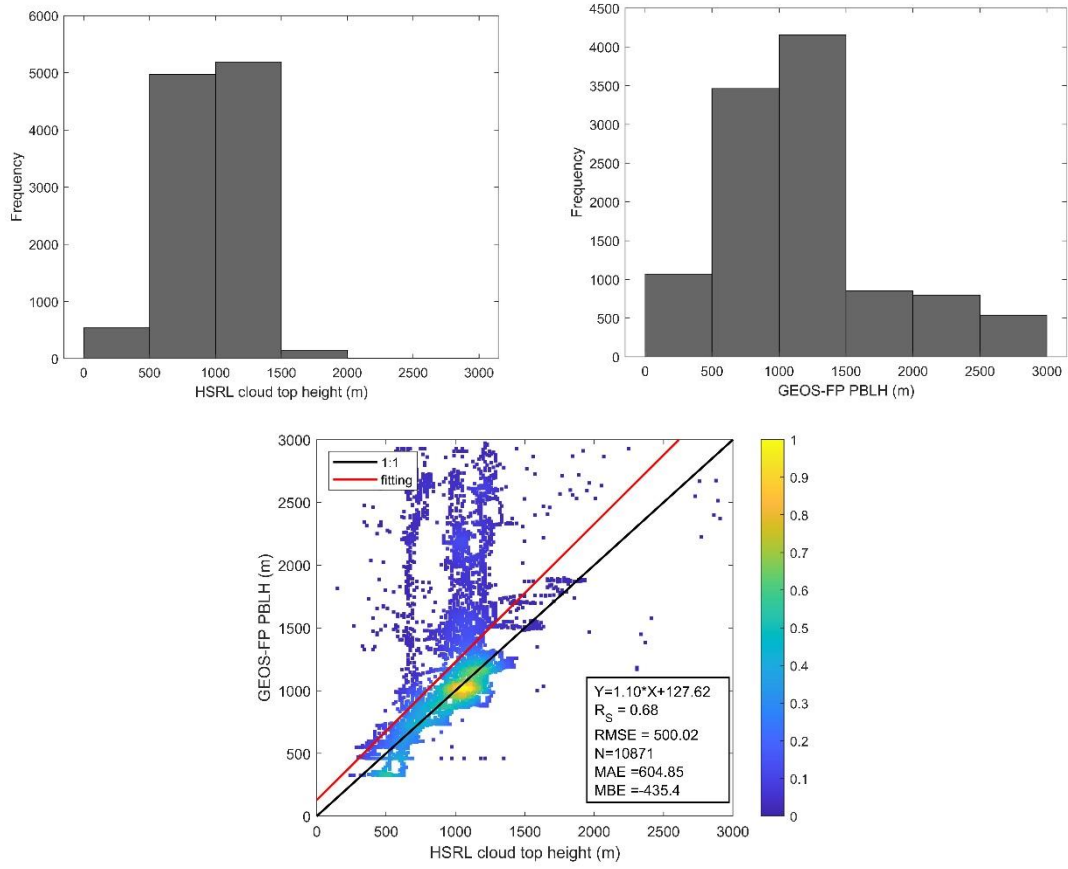 6000
5000
4000
3000
2000
1000
0
Frequency
0 500 1000 1500 2000 2500 3000
HSRL cloud top height (m)
4500
4000
3500
3000
2500
2000
1500
1000
500
0
Frequency
0 500 1000 1500 2000 2500 3000
GEOS-FP PBLH (m)
3000
2500
2000
1500
1000
500
0
GEOS-FP PBLH (m)
1:1
fitting
Y=1.10*X+127.62
R_S = 0.68
RMSE = 500.02
N=10871
MAE =604.85
MBE=-435.4
0 500 1000 1500 2000 2500 3000
HSRL cloud top height (m)
1
0.9
0.8
0.7
0.6
0.5
0.4
0.3
0.2
0.1
0